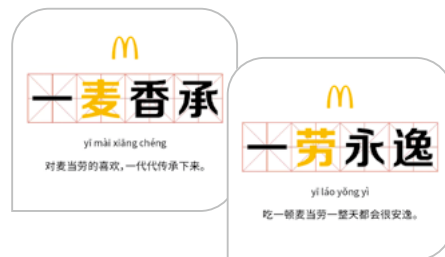 一麦香承
yī mài xiāng chéng
对麦当劳的喜欢,一代代传承下来。
一劳永逸
yī láo yǒng yì
吃一顿麦当劳一整天都会很安逸。